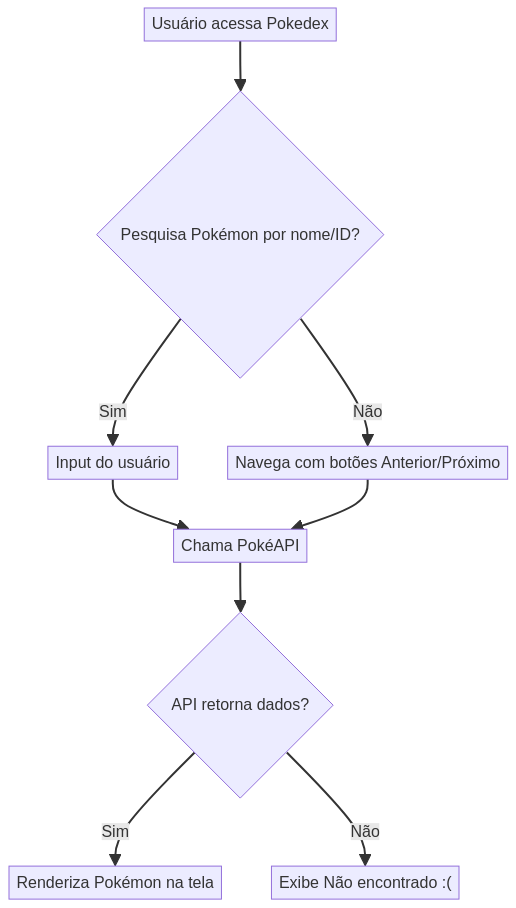 Usuário acessa Pokedex
Pesquisa Pokémon por nome/ID?
Sim
Não
Input do usuário
Navega com botões Anterior/Próximo
Chama PokéAPI
API retorna dados?
Sim
Não
Renderiza Pokémon na tela
Exibe Não encontrado :(